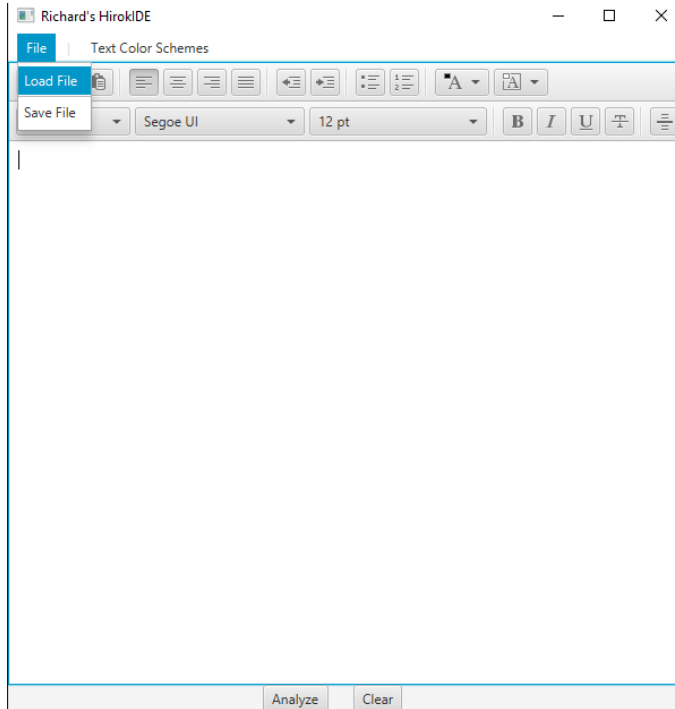 Richard's HirokIDE
File | Text Color Schemes
Load File
Save File
Segoe UI 12 pt
B I U T
Analyze Clear